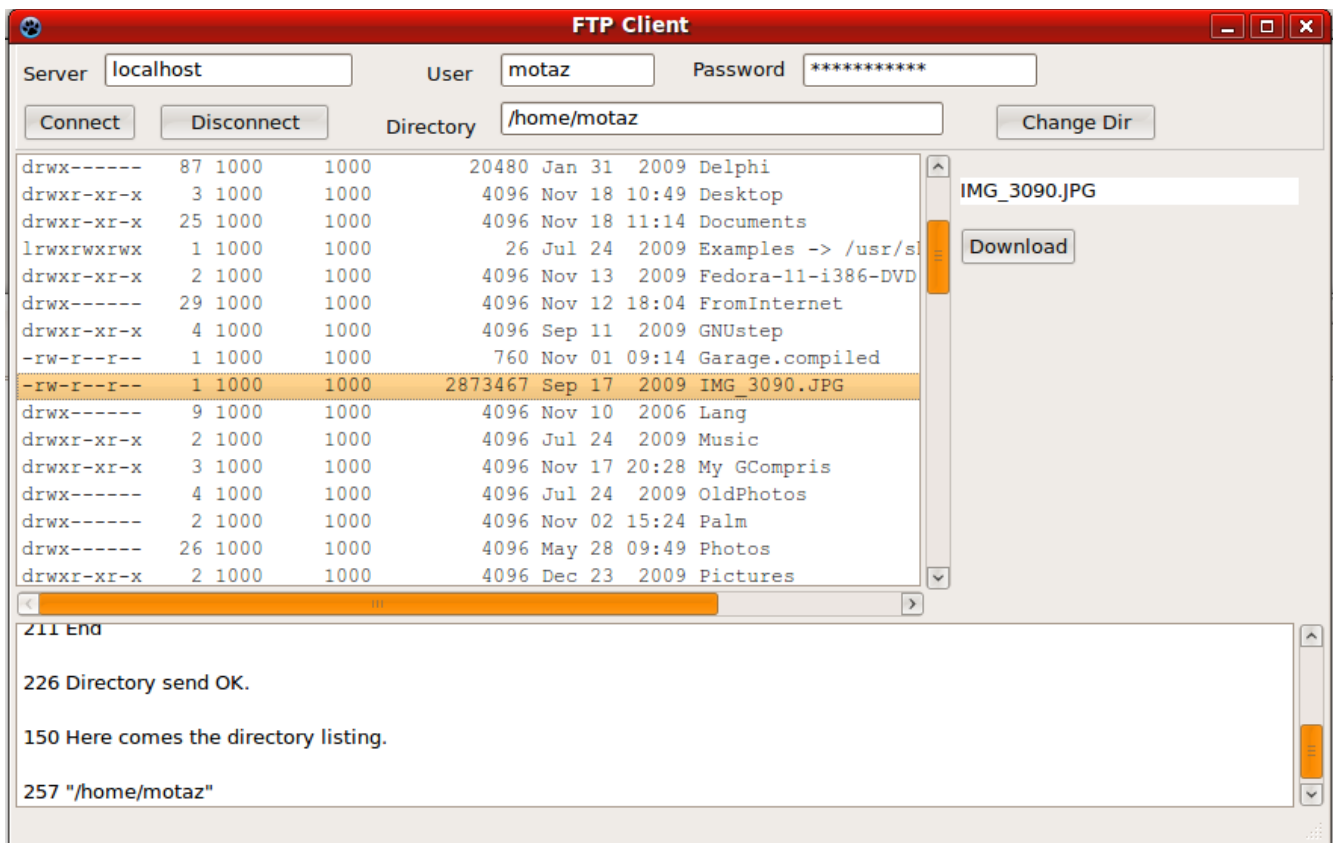 FTP Client
Server localhost User motaz Password ***********
Connect Disconnect Directory /home/motaz Change Dir
drwx------ 87 1000 1000 20480 Jan 31 2009 Delphi
drwxr-xr-x 3 1000 1000 4096 Nov 18 10:49 Desktop
drwxr-xr-x 25 1000 1000 4096 Nov 18 11:14 Documents
lrwxrwxrwx 1 1000 1000 26 Jul 24 2009 Examples -> /usr/s
drwxr-xr-x 2 1000 1000 4096 Nov 13 2009 Fedora-11-i386-DVD
drwx------ 29 1000 1000 4096 Nov 12 18:04 FromInternet
drwxr-xr-x 4 1000 1000 4096 Sep 11 2009 GNUstep
-rw-r--r-- 1 1000 1000 760 Nov 01 09:14 Garage.compiled
-rw-r--r-- 1 1000 1000 2873467 Sep 17 2009 IMG_3090.JPG
drwx------ 9 1000 1000 4096 Nov 10 2006 Lang
drwxr-xr-x 2 1000 1000 4096 Jul 24 2009 Music
drwxr-xr-x 3 1000 1000 4096 Nov 17 20:28 My GCompris
drwx------ 4 1000 1000 4096 Jul 24 2009 OldPhotos
drwx------ 2 1000 1000 4096 Nov 02 15:24 Palm
drwx------ 26 1000 1000 4096 May 28 09:49 Photos
drwxr-xr-x 2 1000 1000 4096 Dec 23 2009 Pictures
IMG_3090.JPG
Download
211 End
226 Directory send OK.
150 Here comes the directory listing.
257 "/home/motaz"